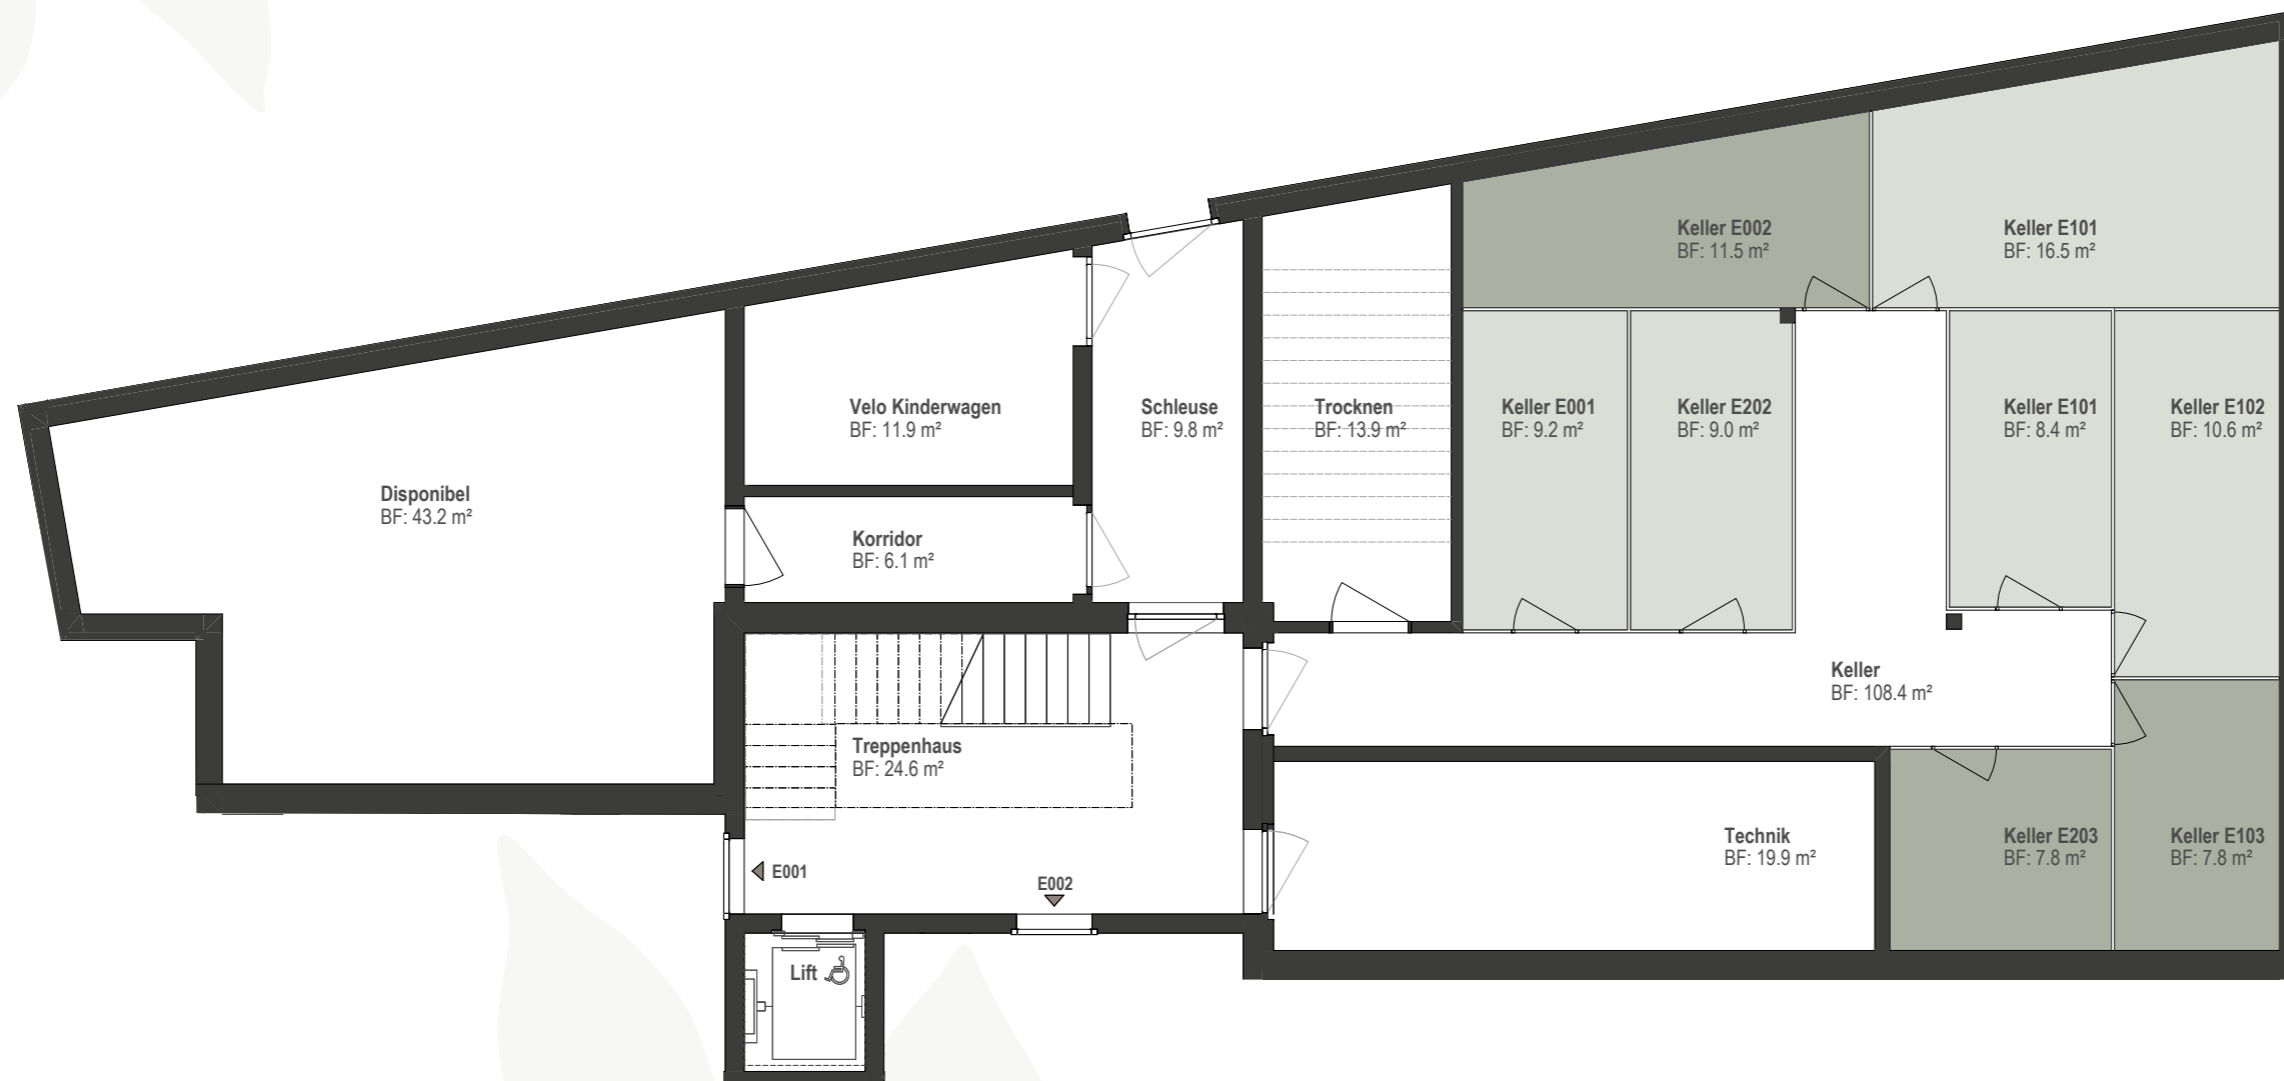 Keller E002
BF: 11.5 m²
Keller E101
BF: 16.5 m²
Velo Kinderwagen
BF: 11.9 m²
Schleuse
BF: 9.8 m²
Trocknen
BF: 13.9 m²
Keller E001
BF: 9.2 m²
Keller E202
BF: 9.0 m²
Keller E101
BF: 8.4 m²
Keller E102
BF: 10.6 m²
Disponibel
BF: 43.2 m²
Korridor
BF: 6.1 m²
Keller
BF: 108.4 m²
Treppenhaus
BF: 24.6 m²
Technik
BF: 19.9 m²
Keller E203
BF: 7.8 m²
Keller E103
BF: 7.8 m²
E001
E002
Lift